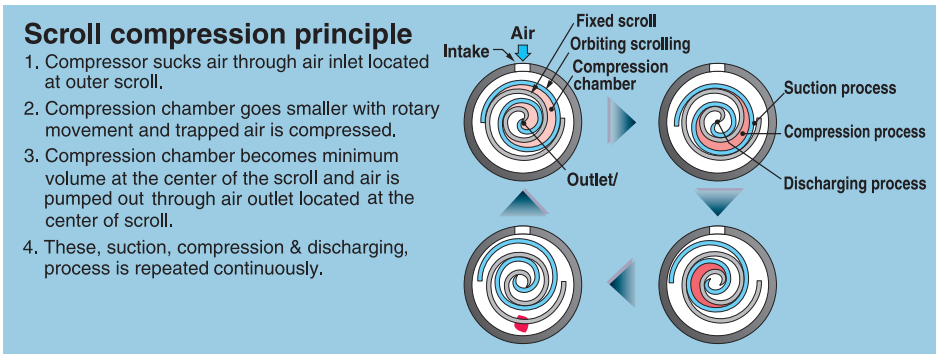 Scroll compression principle
1. Compressor sucks air through air inlet located
at outer scroll.
2. Compression chamber goes smaller with rotary
movement and trapped air is compressed.
3. Compression chamber becomes minimum
volume at the center of the scroll and air is
pumped out through air outlet located at the
center of scroll.
4. These, suction, compression & discharging,
process is repeated continuously.
Air
Intake
Fixed scroll
Orbiting scrolling
Compression
chamber
Outlet/
Suction process
Compression process
Discharging process